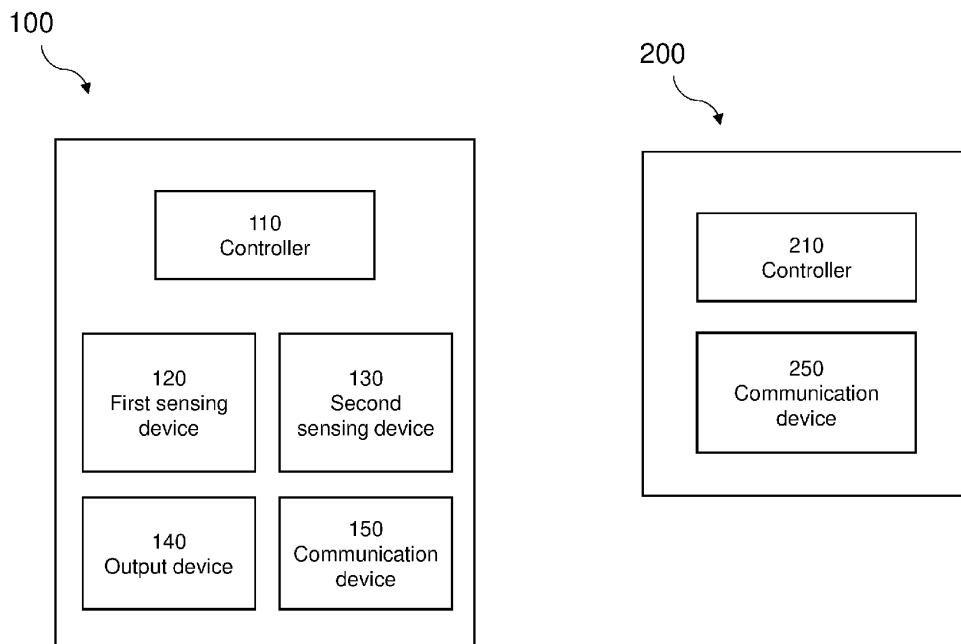 100
110
Controller
120
First sensing
device
130
Second
sensing device
140
Output device
150
Communication
device
200
210
Controller
250
Communication
device